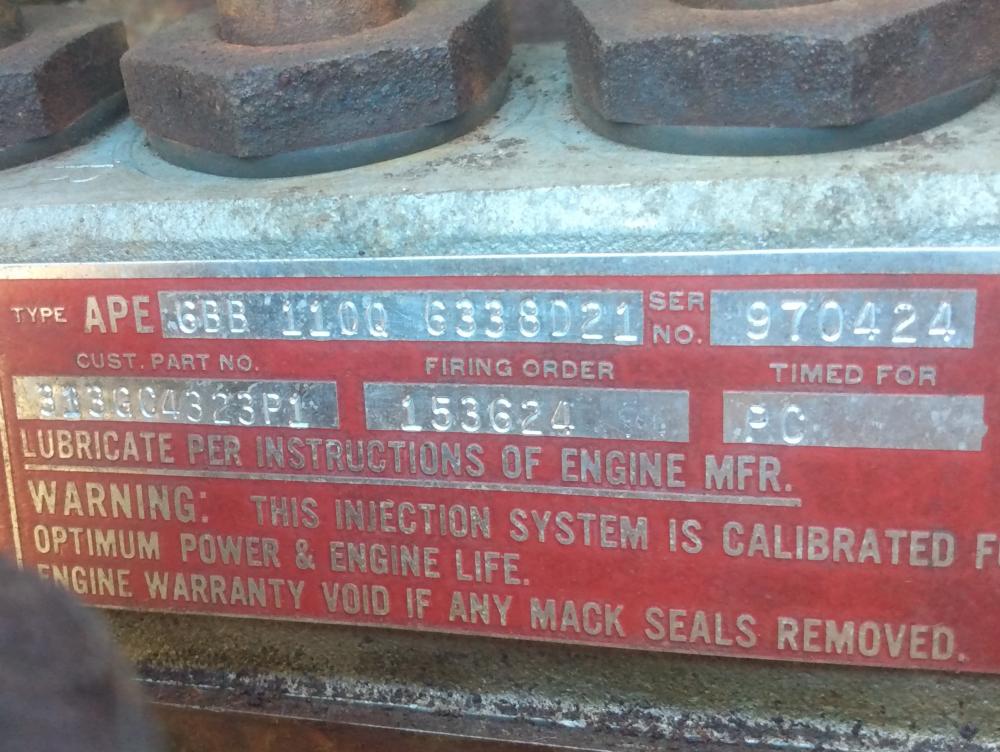 TYPE APE 6BB 110Q 6338D21 SER NO. 970424
CUST. PART NO. FIRING ORDER TIMED FOR
313GC4323P1 153624 PC
LUBRICATE PER INSTRUCTIONS OF ENGINE MFR.
WARNING: THIS INJECTION SYSTEM IS CALIBRATED
OPTIMUM POWER & ENGINE LIFE.
ENGINE WARRANTY VOID IF ANY MACK SEALS REMOVED.